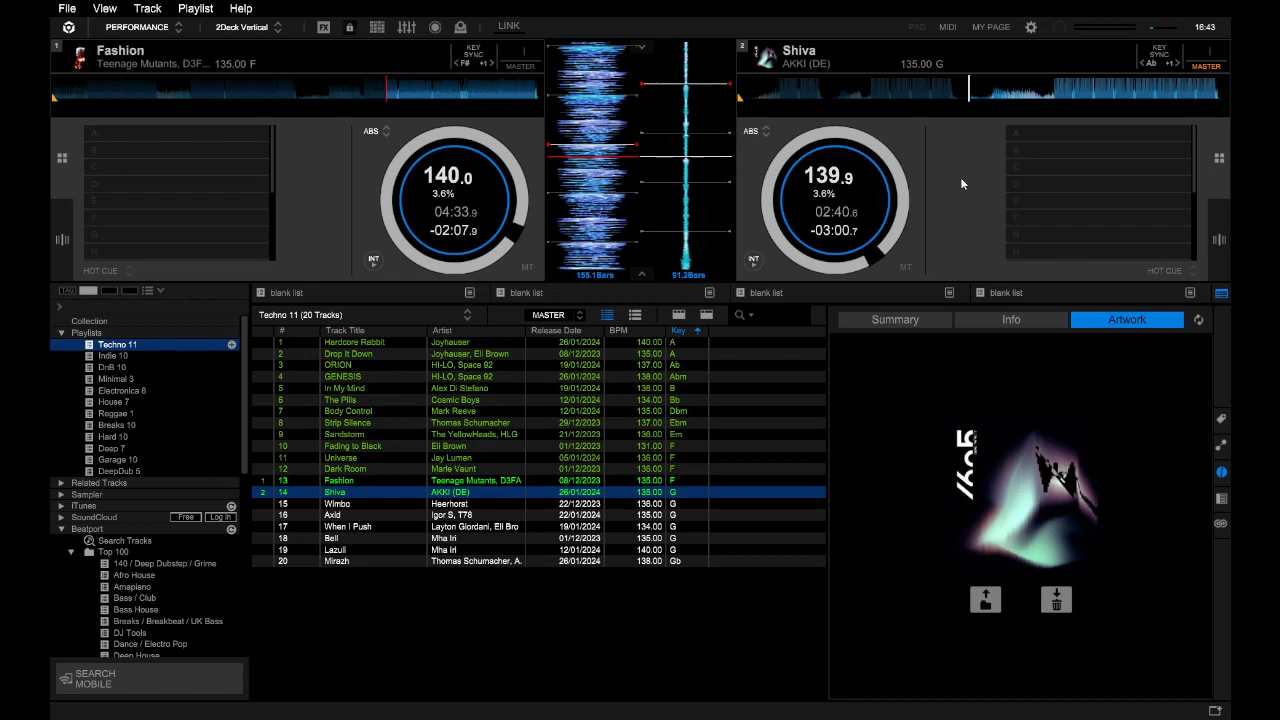 File View Track Playlist Help
PERFORMANCE 2Deck Vertical FX LINK PAD MIDI MY PAGE 16:43
1 Fashion KEY SYNC
Teenage Mutants, D3F... 135.00 F < F# +1 > MASTER
2 Shiva KEY SYNC
AKKI (DE) 135.00 G < Ab +1 > MASTER
A
B
C
D
E
F
G
H
HOT CUE
ABS
140.0
3.6%
04:33.9
-02:07.9
INT MT
155.1Bars 91.2Bars
ABS
139.9
3.6%
02:40.6
-03:00.7
INT MT
A
B
C
D
E
F
G
H
HOT CUE
TAG
blank list blank list blank list blank list
Collection
Playlists
Techno 11
Indie 10
DnB 10
Minimal 3
Electronica 8
House 7
Reggae 1
Breaks 10
Hard 10
Deep 7
Garage 10
DeepDub 5
Related Tracks
Sampler
iTunes
SoundCloud Free Log In
Beatport
Search Tracks
Top 100
140 / Deep Dubstep / Grime
Afro House
Amapiano
Bass / Club
Bass House
Breaks / Breakbeat / UK Bass
DJ Tools
Dance / Electro Pop
Deep House
SEARCH
MOBILE
Techno 11 (20 Tracks) MASTER
# Track Title Artist Release Date BPM Key
1 Hardcore Rabbit Joyhauser 26/01/2024 140.00 A
2 Drop It Down Joyhauser, Eli Brown 08/12/2023 135.00 A
3 ORION HI-LO, Space 92 19/01/2024 137.00 Ab
4 GENESIS HI-LO, Space 92 26/01/2024 138.00 Abm
5 In My Mind Alex Di Stefano 19/01/2024 136.00 B
6 The Pills Cosmic Boys 12/01/2024 134.00 Bb
7 Body Control Mark Reeve 12/01/2024 135.00 Dbm
8 Strip Silence Thomas Schumacher 29/12/2023 137.00 Ebm
9 Sandstorm The YellowHeads, HLG 21/12/2023 138.00 Em
10 Fading to Black Eli Brown 01/12/2023 131.00 F
11 Universe Jay Lumen 01/12/2023 136.00 F
12 Dark Room Marie Vaunt 01/12/2023 136.00 F
1 13 Fashion Teenage Mutants, D3FA 08/12/2023 135.00 F
2 14 Shiva AKKI (DE) 26/01/2024 135.00 G
15 Wimbo Heerhorst 22/12/2023 136.00 G
16 Axid Igor S, T78 12/01/2024 135.00 G
17 When I Push Layton Giordani, Eli Bro 19/01/2024 134.00 G
18 Bell Mha Iri 01/12/2023 134.00 G
19 Lazuli Mha Iri 12/01/2024 140.00 G
20 Mirazh Thomas Schumacher, A. 26/01/2024 138.00 Gb
Summary Info Artwork